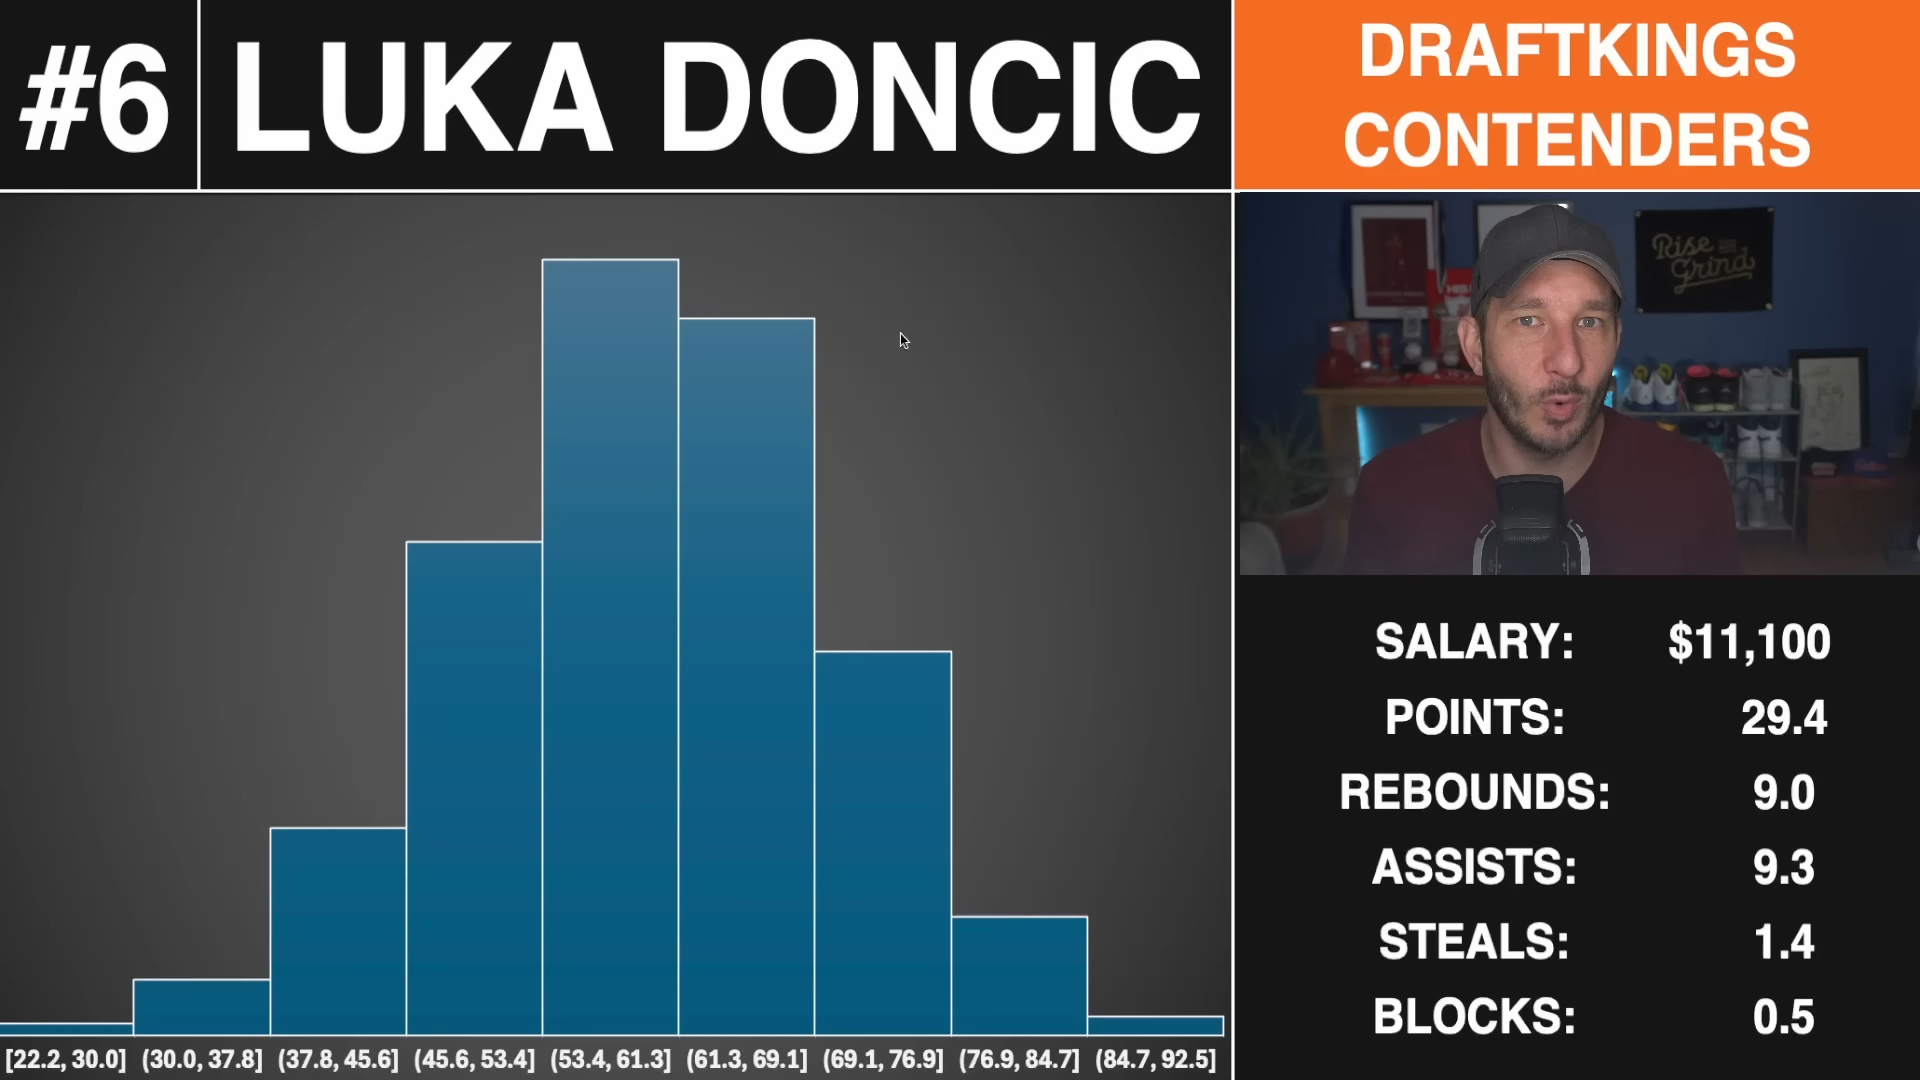 #6
LUKA DONCIC
DRAFTKINGS
CONTENDERS
Rise
Grind
[22.2, 30.0] (30.0, 37.8] (37.8, 45.6] (45.6, 53.4] (53.4, 61.3] (61.3, 69.1] (69.1, 76.9] (76.9, 84.7] (84.7, 92.5]
SALARY: $11,100
POINTS: 29.4
REBOUNDS: 9.0
ASSISTS: 9.3
STEALS: 1.4
BLOCKS: 0.5